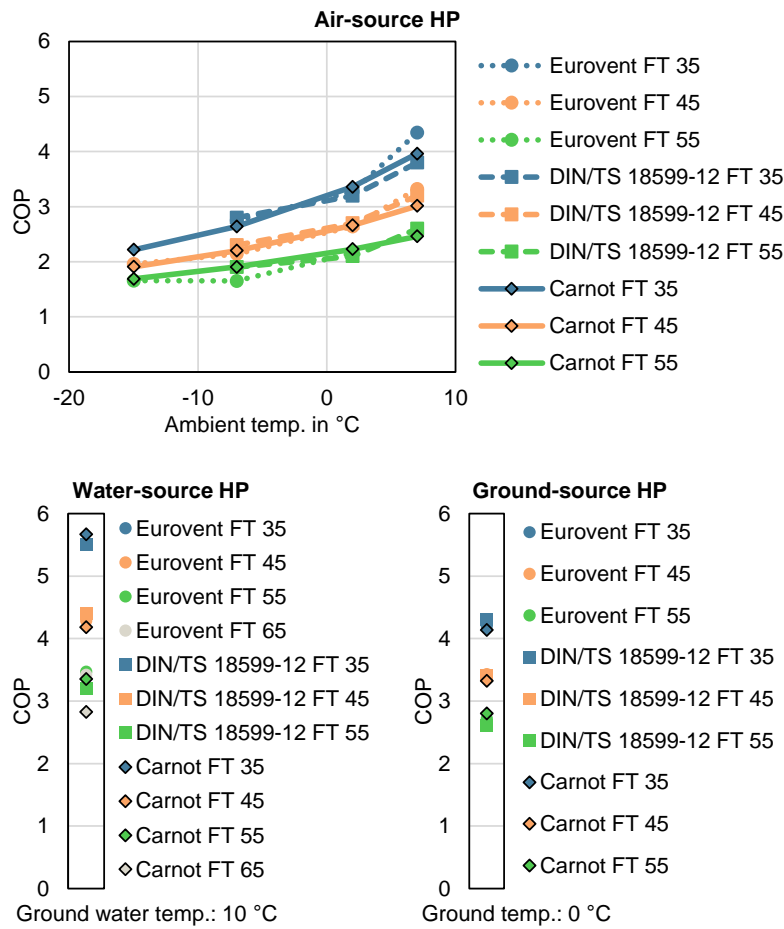 Air-source HP
6
5
4
3
2
1
0
COP
-20
-10
0
10
Ambient temp. in °C
Eurovent FT 35
Eurovent FT 45
Eurovent FT 55
DIN/TS 18599-12 FT 35
DIN/TS 18599-12 FT 45
DIN/TS 18599-12 FT 55
Carnot FT 35
Carnot FT 45
Carnot FT 55
Water-source HP
6
5
4
3
2
1
0
COP
Eurovent FT 35
Eurovent FT 45
Eurovent FT 55
Eurovent FT 65
DIN/TS 18599-12 FT 35
DIN/TS 18599-12 FT 45
DIN/TS 18599-12 FT 55
Carnot FT 35
Carnot FT 45
Carnot FT 55
Carnot FT 65
Ground water temp.: 10 °C
Ground-source HP
6
5
4
3
2
1
0
COP
Eurovent FT 35
Eurovent FT 45
Eurovent FT 55
DIN/TS 18599-12 FT 35
DIN/TS 18599-12 FT 45
DIN/TS 18599-12 FT 55
Carnot FT 35
Carnot FT 45
Carnot FT 55
Ground temp.: 0 °C